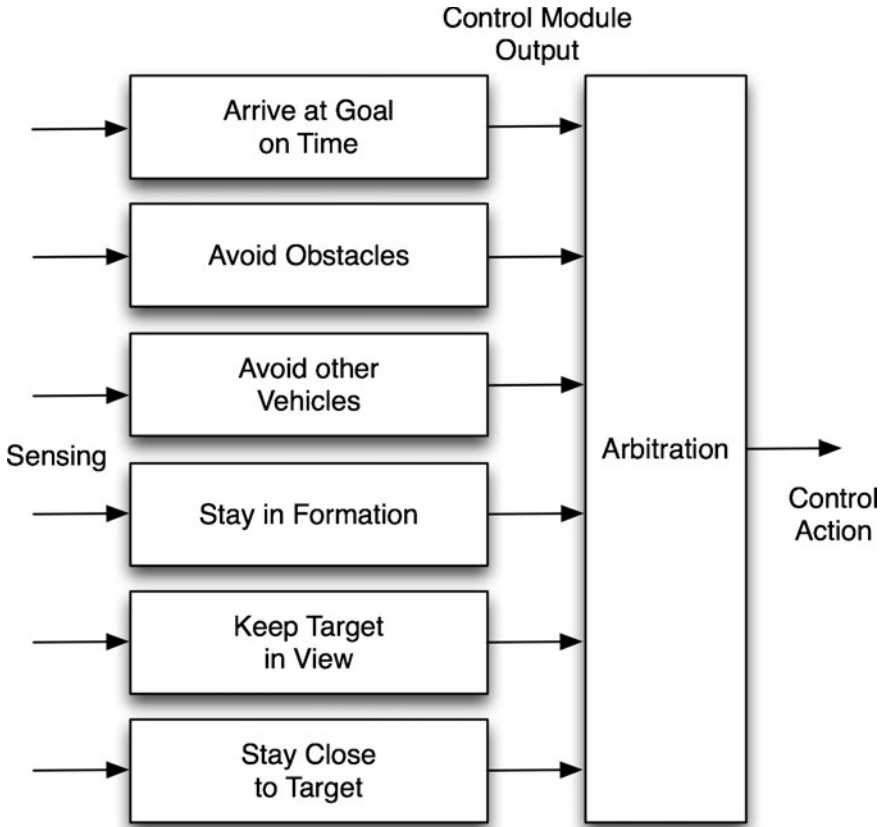 Control Module
Output
Arrive at Goal
on Time
Avoid Obstacles
Avoid other
Vehicles
Sensing
Arbitration
Stay in Formation
Control
Action
Keep Target
in View
Stay Close
to Target